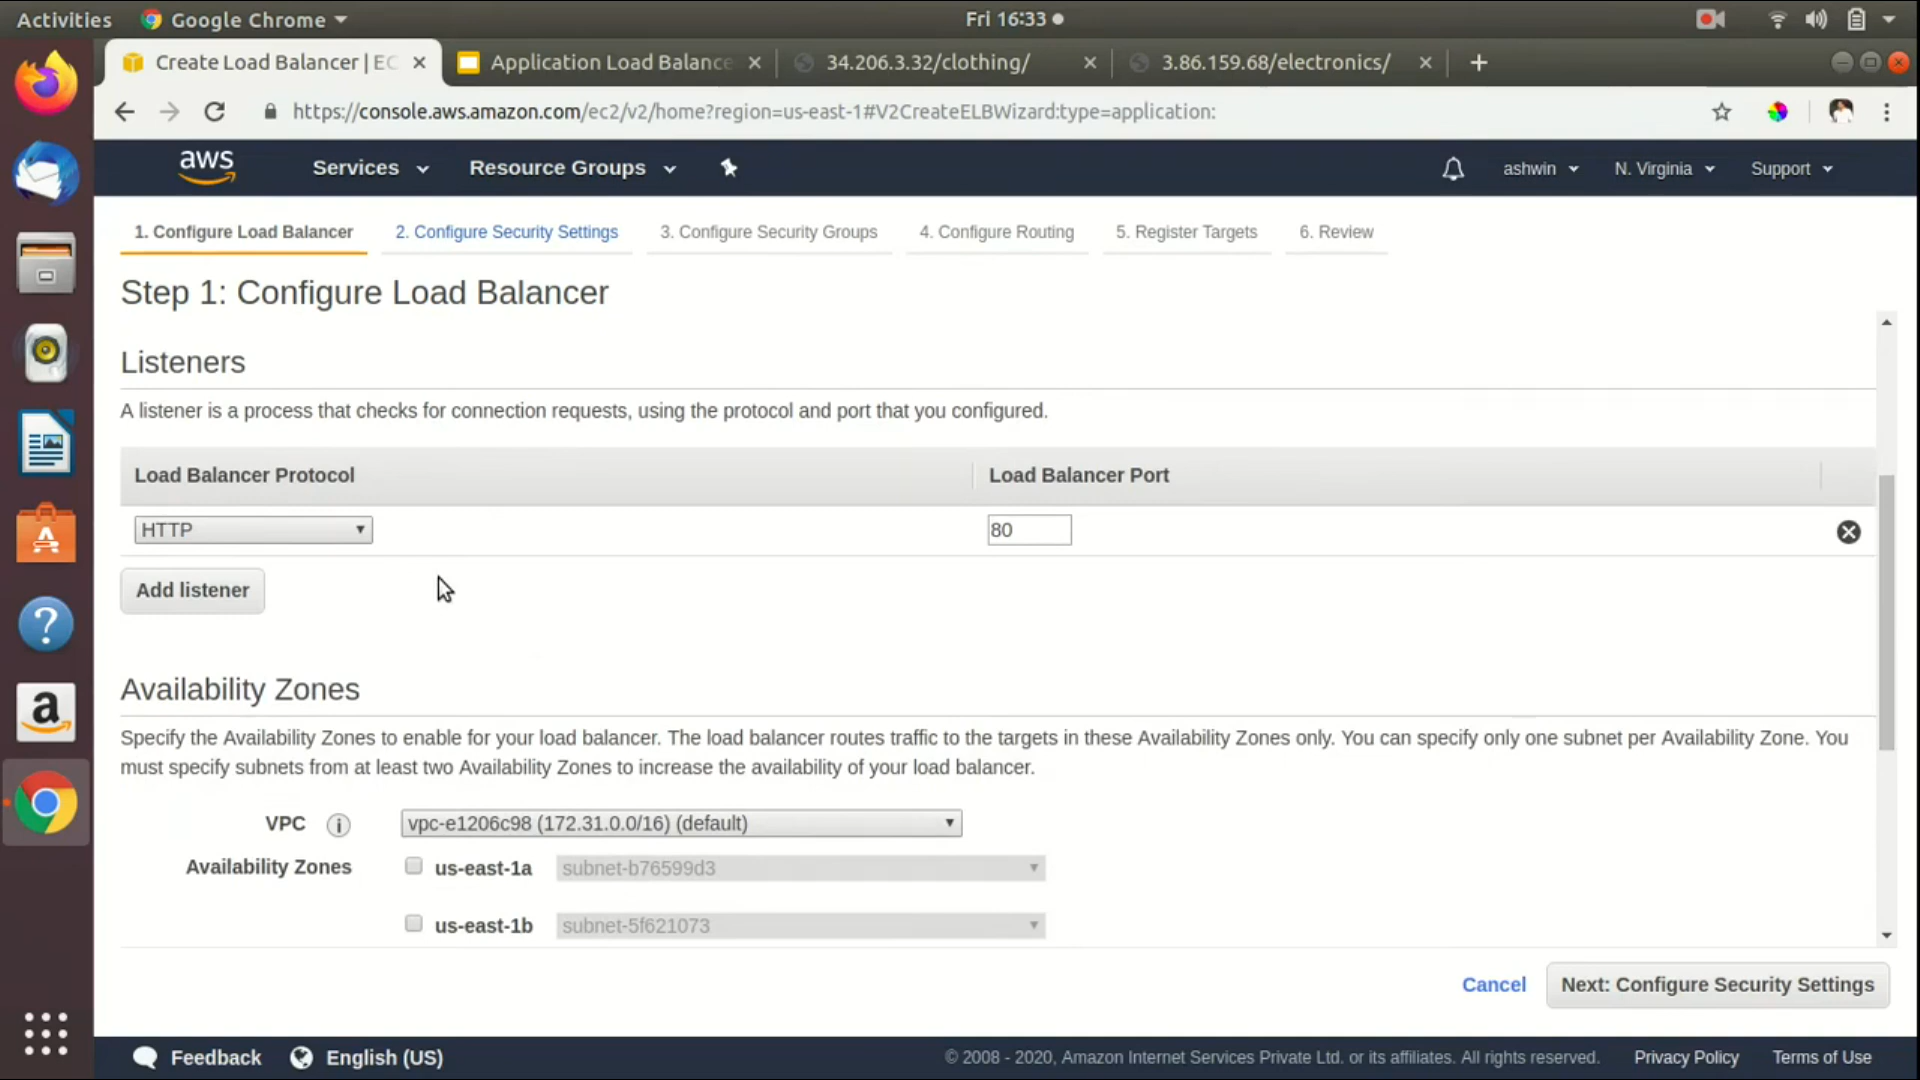 Activities Google Chrome Fri 16:33
Create Load Balancer | EC Application Load Balance 34.206.3.32/clothing/ 3.86.159.68/electronics/
https://console.aws.amazon.com/ec2/v2/home?region=us-east-1#V2CreateELBWizard:type=application:
aws Services Resource Groups ashwin N. Virginia Support
1. Configure Load Balancer 2. Configure Security Settings 3. Configure Security Groups 4. Configure Routing 5. Register Targets 6. Review
Step 1: Configure Load Balancer
Listeners
A listener is a process that checks for connection requests, using the protocol and port that you configured.
Load Balancer Protocol Load Balancer Port
HTTP 80
Add listener
Availability Zones
Specify the Availability Zones to enable for your load balancer. The load balancer routes traffic to the targets in these Availability Zones only. You can specify only one subnet per Availability Zone. You
must specify subnets from at least two Availability Zones to increase the availability of your load balancer.
VPC i vpc-e1206c98 (172.31.0.0/16) (default)
Availability Zones us-east-1a subnet-b76599d3
us-east-1b subnet-5f621073
Cancel Next: Configure Security Settings
Feedback English (US) © 2008 - 2020, Amazon Internet Services Private Ltd. or its affiliates. All rights reserved. Privacy Policy Terms of Use